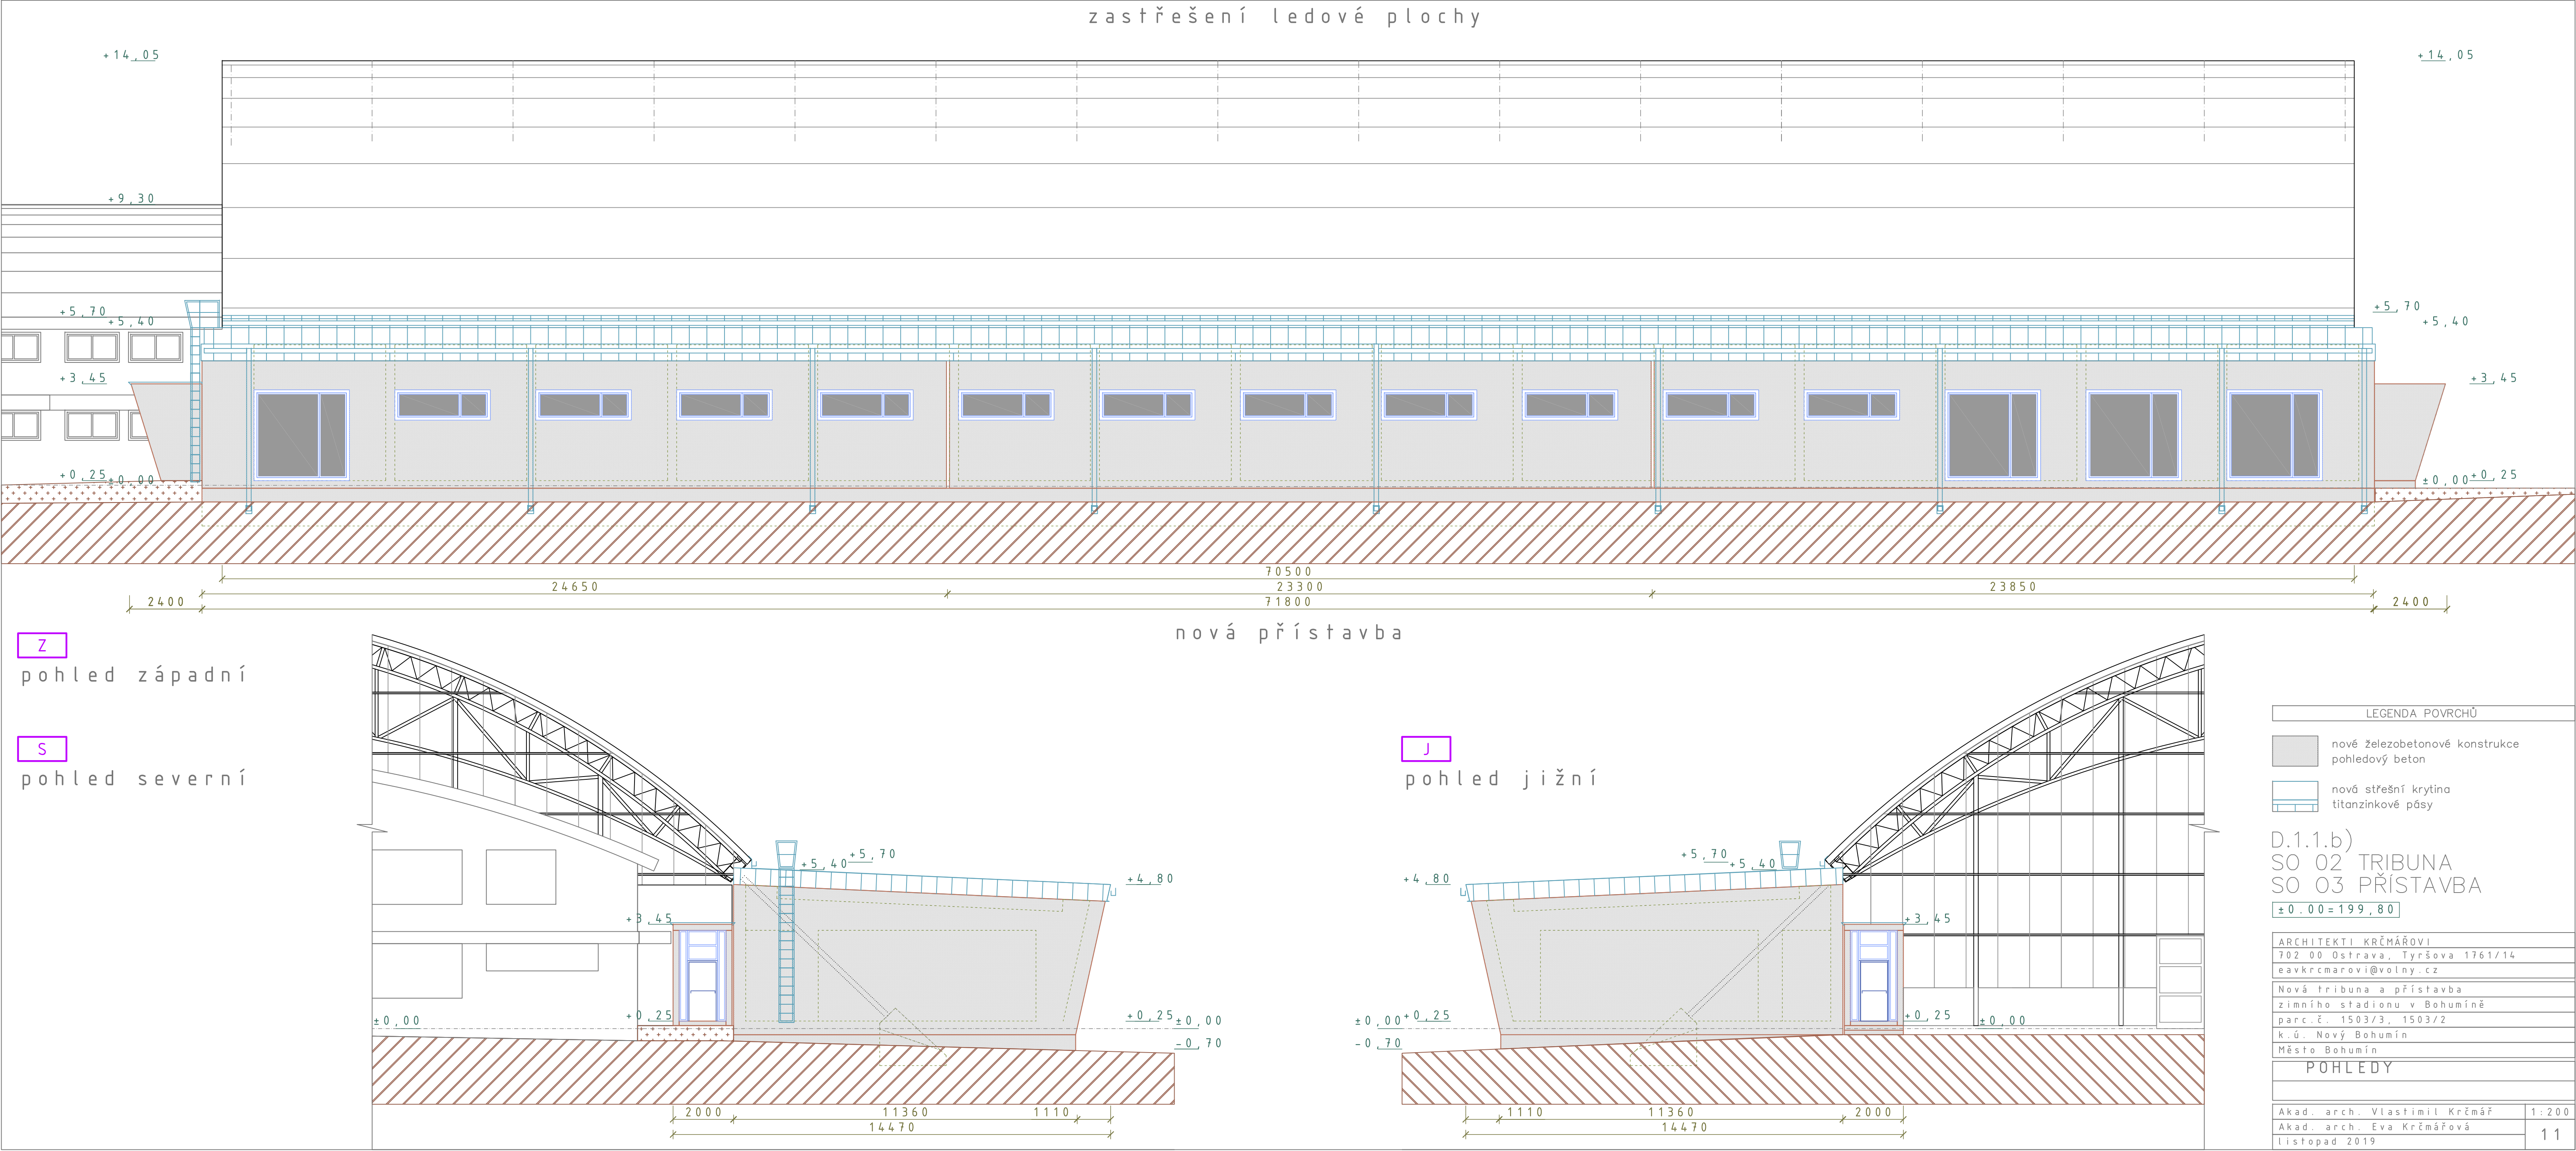 zastřešení ledové plochy
+14,05
+14,05
+9,30
+5,70
+5,40
+5,70
+5,40
+3,45
+3,45
+0,25
±0,00
±0,00
+0,25
70500
24650
23300
23850
2400
71800
2400
nová přístavba
Z
pohled západní
S
pohled severní
+5,40
+5,70
+4,80
+3,45
+0,25
±0,00
+0,25
±0,00
-0,70
2000
11360
1110
14470
J
pohled jižní
+5,70
+5,40
+4,80
+3,45
±0,00
+0,25
-0,70
+0,25
±0,00
1110
11360
2000
14470
LEGENDA POVRCHŮ
nové železobetonové konstrukce
pohledový beton
nová střešní krytina
titanzinkové pásy
D.1.1.b)
SO 02 TRIBUNA
SO 03 PŘÍSTAVBA
±0.00=199,80
ARCHITEKTI KRČMÁŘOVI
702 00 Ostrava, Tyršova 1761/14
eavkrcmarovi@volny.cz
Nová tribuna a přístavba
zimního stadionu v Bohumíně
parc.č. 1503/3, 1503/2
k.ú. Nový Bohumín
Město Bohumín
POHLEDY
Akad. arch. Vlastimil Krčmář
1:200
Akad. arch. Eva Krčmářová
listopad 2019
11